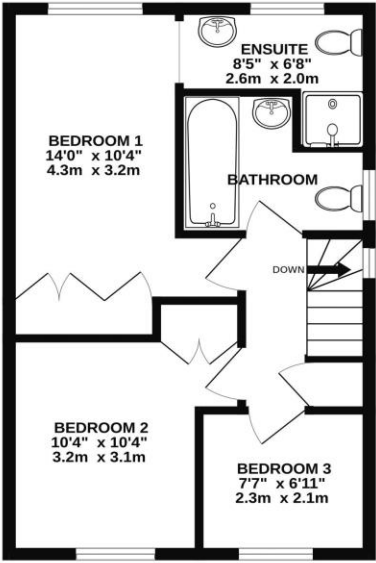 ENSUITE
8'5" x 6'8"
2.6m x 2.0m
BEDROOM 1
14'0" x 10'4"
4.3m x 3.2m
BATHROOM
DOWN
BEDROOM 2
10'4" x 10'4"
3.2m x 3.1m
BEDROOM 3
7'7" x 6'11"
2.3m x 2.1m